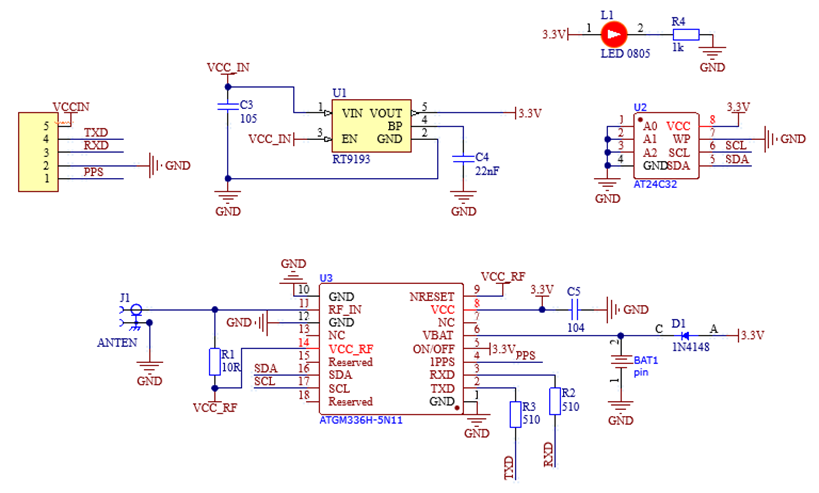 L1
3.3V 1 2 R4
LED 0805 1k
GND
VCC_IN
U1
C3
105
1 VIN VOUT 5 3.3V
BP 4
VCC_IN 3 EN GND 2
RT9193
C4
22nF
GND
GND
VCCIN
5
4 TXD
3 RXD
2 GND
1 PPS
U2
3.3V
1 A0 VCC 8
2 A1 WP 7 GND
3 A2 SCL 6 SCL
4 GND SDA 5 SDA
AT24C32
GND
J1
ANTEN
GND
R1
10R
VCC_RF
GND
U3
VCC_RF
10 GND NRESET 9
11 RF_IN VCC 8
GND 12 GND NC 7
13 NC VBAT 6
14 VCC_RF ON/OFF 5 3.3V
15 Reserved 1PPS 4 PPS
SDA 16 SDA RXD 3
SCL 17 SCL TXD 2
18 Reserved GND 1
ATGM336H-5N11
GND
3.3V
C5
104
GND
D1
C A 3.3V
1N4148
2
BAT1
pin
1
GND
R3
510
R2
510
TXD
RXD